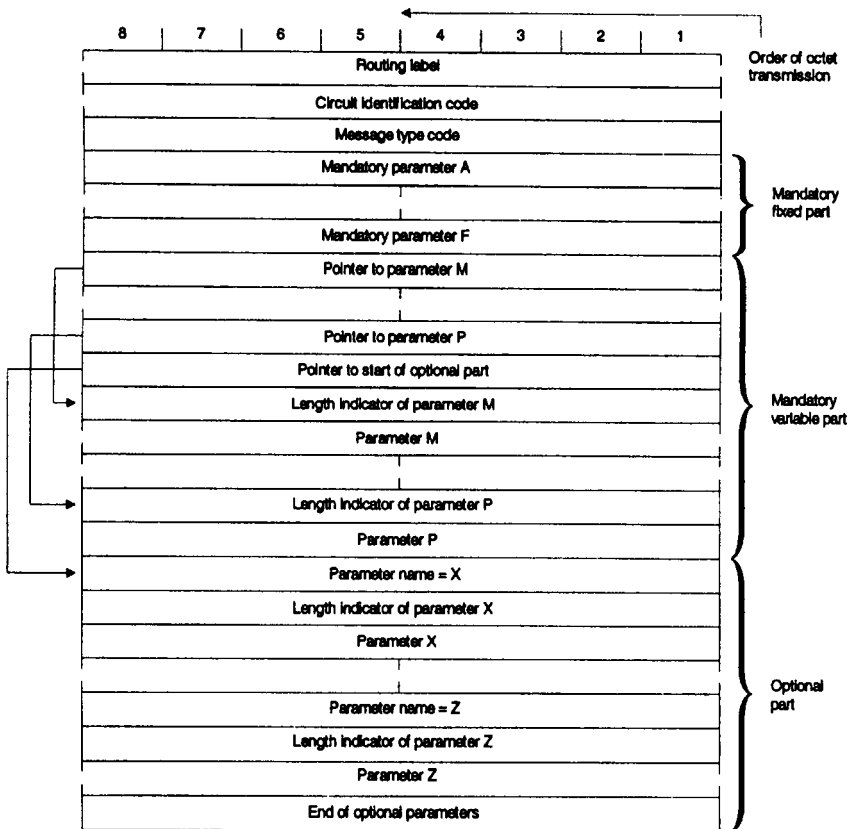 8 7 6 5 4 3 2 1
Order of octet
transmission
Routing label
Circuit identification code
Message type code
Mandatory parameter A
Mandatory
fixed part
Mandatory parameter F
Pointer to parameter M
Pointer to parameter P
Pointer to start of optional part
Length indicator of parameter M
Mandatory
variable part
Parameter M
Length indicator of parameter P
Parameter P
Parameter name = X
Length indicator of parameter X
Parameter X
Optional
part
Parameter name = Z
Length indicator of parameter Z
Parameter Z
End of optional parameters